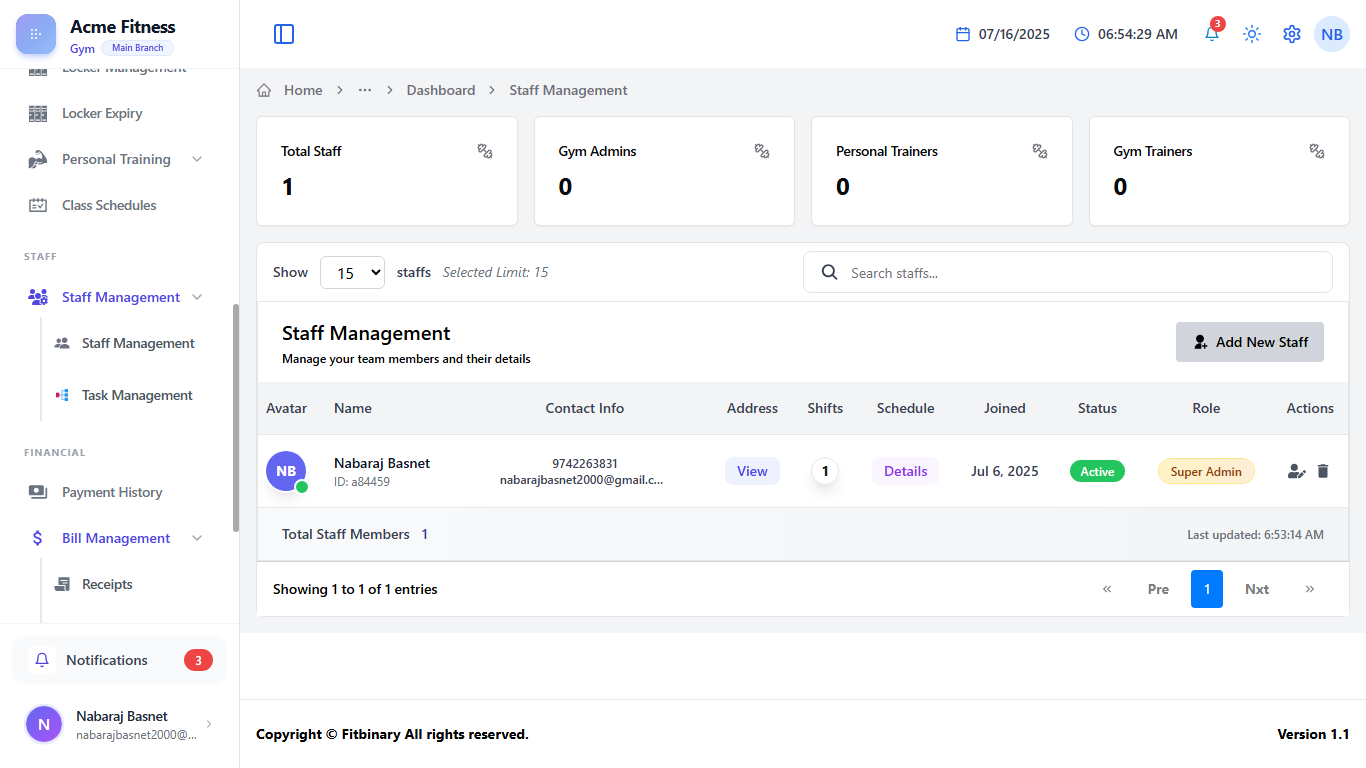 Acme Fitness
Gym Main Branch
Locker Management
Locker Expiry
Personal Training
Class Schedules
STAFF
Staff Management
Staff Management
Task Management
FINANCIAL
Payment History
Bill Management
Receipts
Notifications 3
N Nabaraj Basnet
nabarajbasnet2000@...
07/16/2025 06:54:29 AM 3 NB
Home > ... > Dashboard > Staff Management
Total Staff
1
Gym Admins
0
Personal Trainers
0
Gym Trainers
0
Show 15 staffs Selected Limit: 15
Search staffs...
Staff Management
Manage your team members and their details
Add New Staff
Avatar Name Contact Info Address Shifts Schedule Joined Status Role Actions
NB Nabaraj Basnet 9742263831 View 1 Details Jul 6, 2025 Active Super Admin
ID: a84459 nabarajbasnet2000@gmail.c...
Total Staff Members 1 Last updated: 6:53:14 AM
Showing 1 to 1 of 1 entries « Pre 1 Nxt »
Copyright © Fitbinary All rights reserved. Version 1.1